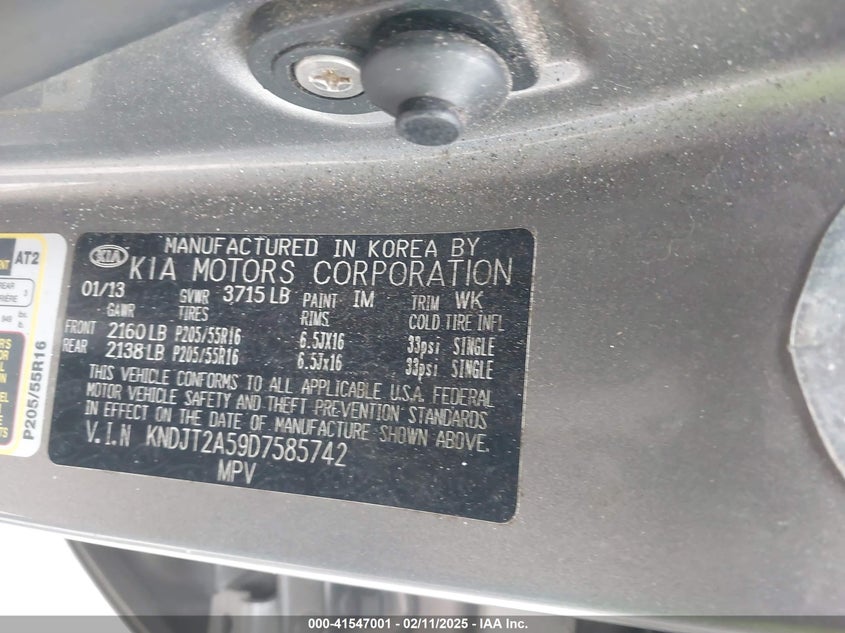 KIA
MANUFACTURED IN KOREA BY
KIA MOTORS CORPORATION
01/13 GVWR 3715 LB PAINT IM TRIM WK
GAWR TIRES RIMS. COLD TIRE INFL
FRONT 2160 LB P205/55R16 6.5JX16 33psi SINGLE
REAR 2138 LB P205/55R16 6.5Jx16 33psi SINGLE
THIS VEHICLE CONFORMS TO ALL APPLICABLE U.S.A. FEDERAL
MOTOR VEHICLE SAFETY AND THEFT PREVENTION STANDARDS
IN EFFECT ON THE DATE OF MANUFACTURE SHOWN ABOVE.
V.I.N KNDJT2A59D7585742
MPV
AT2
REAR
3
P205/55R16
000-41547001 - 02/11/2025 - IAA Inc.